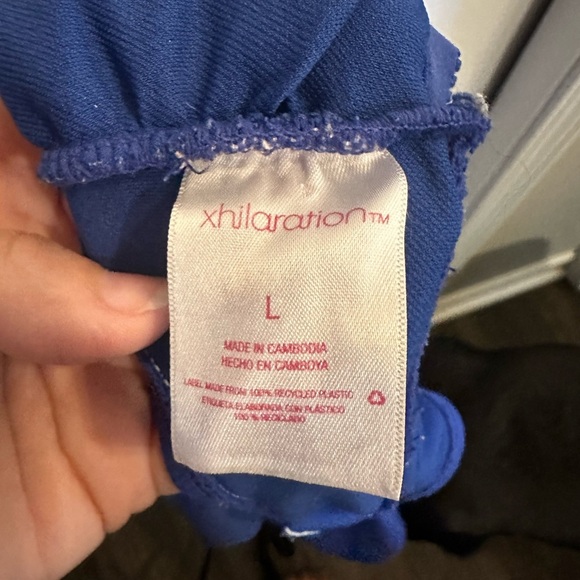 xhilaration™
L
MADE IN CAMBODIA
HECHO EN CAMBOYA
LABEL MADE FROM 100% RECYCLED PLASTIC
ETIQUETA ELABORADA CON PLÁSTICO
100 % RECICLADO